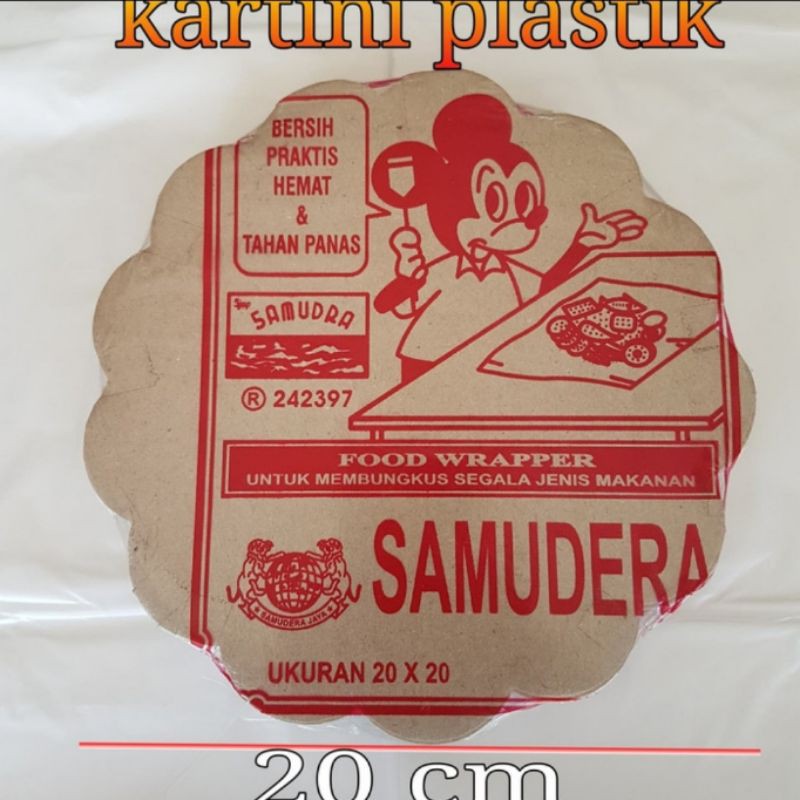 kartini plastik
BERSIH
PRAKTIS
HEMAT
&
TAHAN PANAS
SAMUDRA
® 242397
FOOD WRAPPER
UNTUK MEMBUNGKUS SEGALA JENIS MAKANAN
SAMUDERA
SAMUDERA JAYA
UKURAN 20 X 20
20 cm